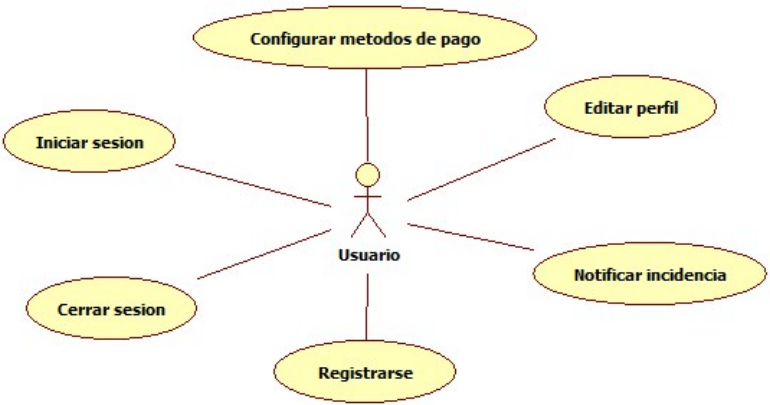 Configurar metodos de pago
Editar perfil
Iniciar sesion
Usuario
Notificar incidencia
Cerrar sesion
Registrarse